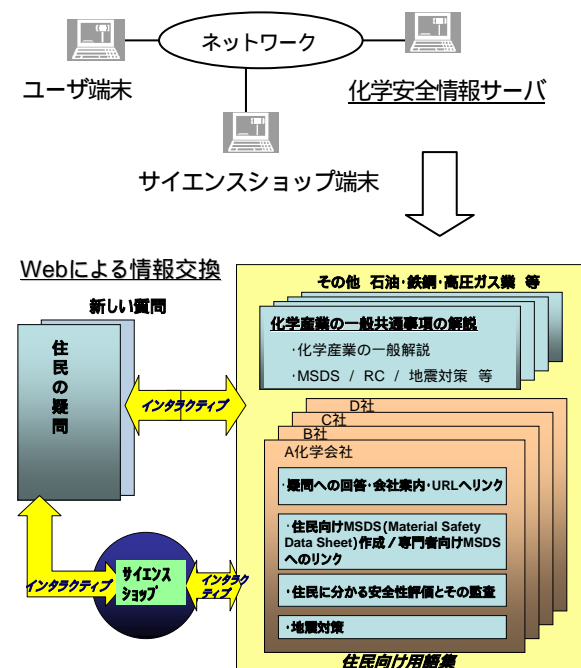 ネットワーク
ユーザ端末
化学安全情報サーバ
サイエンスショップ端末
Webによる情報交換
新しい質問
住民の疑問
インタラクティブ
インタラクティブ
サイエンス
ショップ
インタラク
ティブ
その他 石油・鉄鋼・高圧ガス業 等
化学産業の一般共通事項の解説
・化学産業の一般解説
・MSDS / RC / 地震対策 等
D社
C社
B社
A化学会社
・疑問への回答・会社案内・URLへリンク
・住民向けMSDS(Material Safety
Data Sheet)作成 / 専門者向けMSDS
へのリンク
・住民に分かる安全性評価とその監査
・地震対策
住民向け用語集